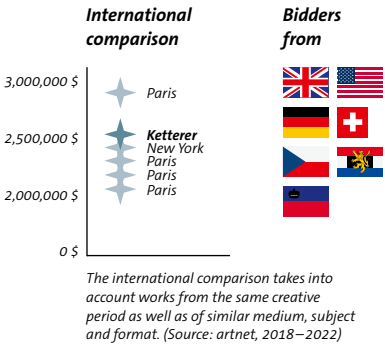 International
comparison
Bidders
from
3,000,000 $
Paris
Ketterer
2,500,000 $
New York
Paris
Paris
2,000,000 $
Paris
0 $
The international comparison takes into
account works from the same creative
period as well as of similar medium, subject
and format. (Source: artnet, 2018–2022)